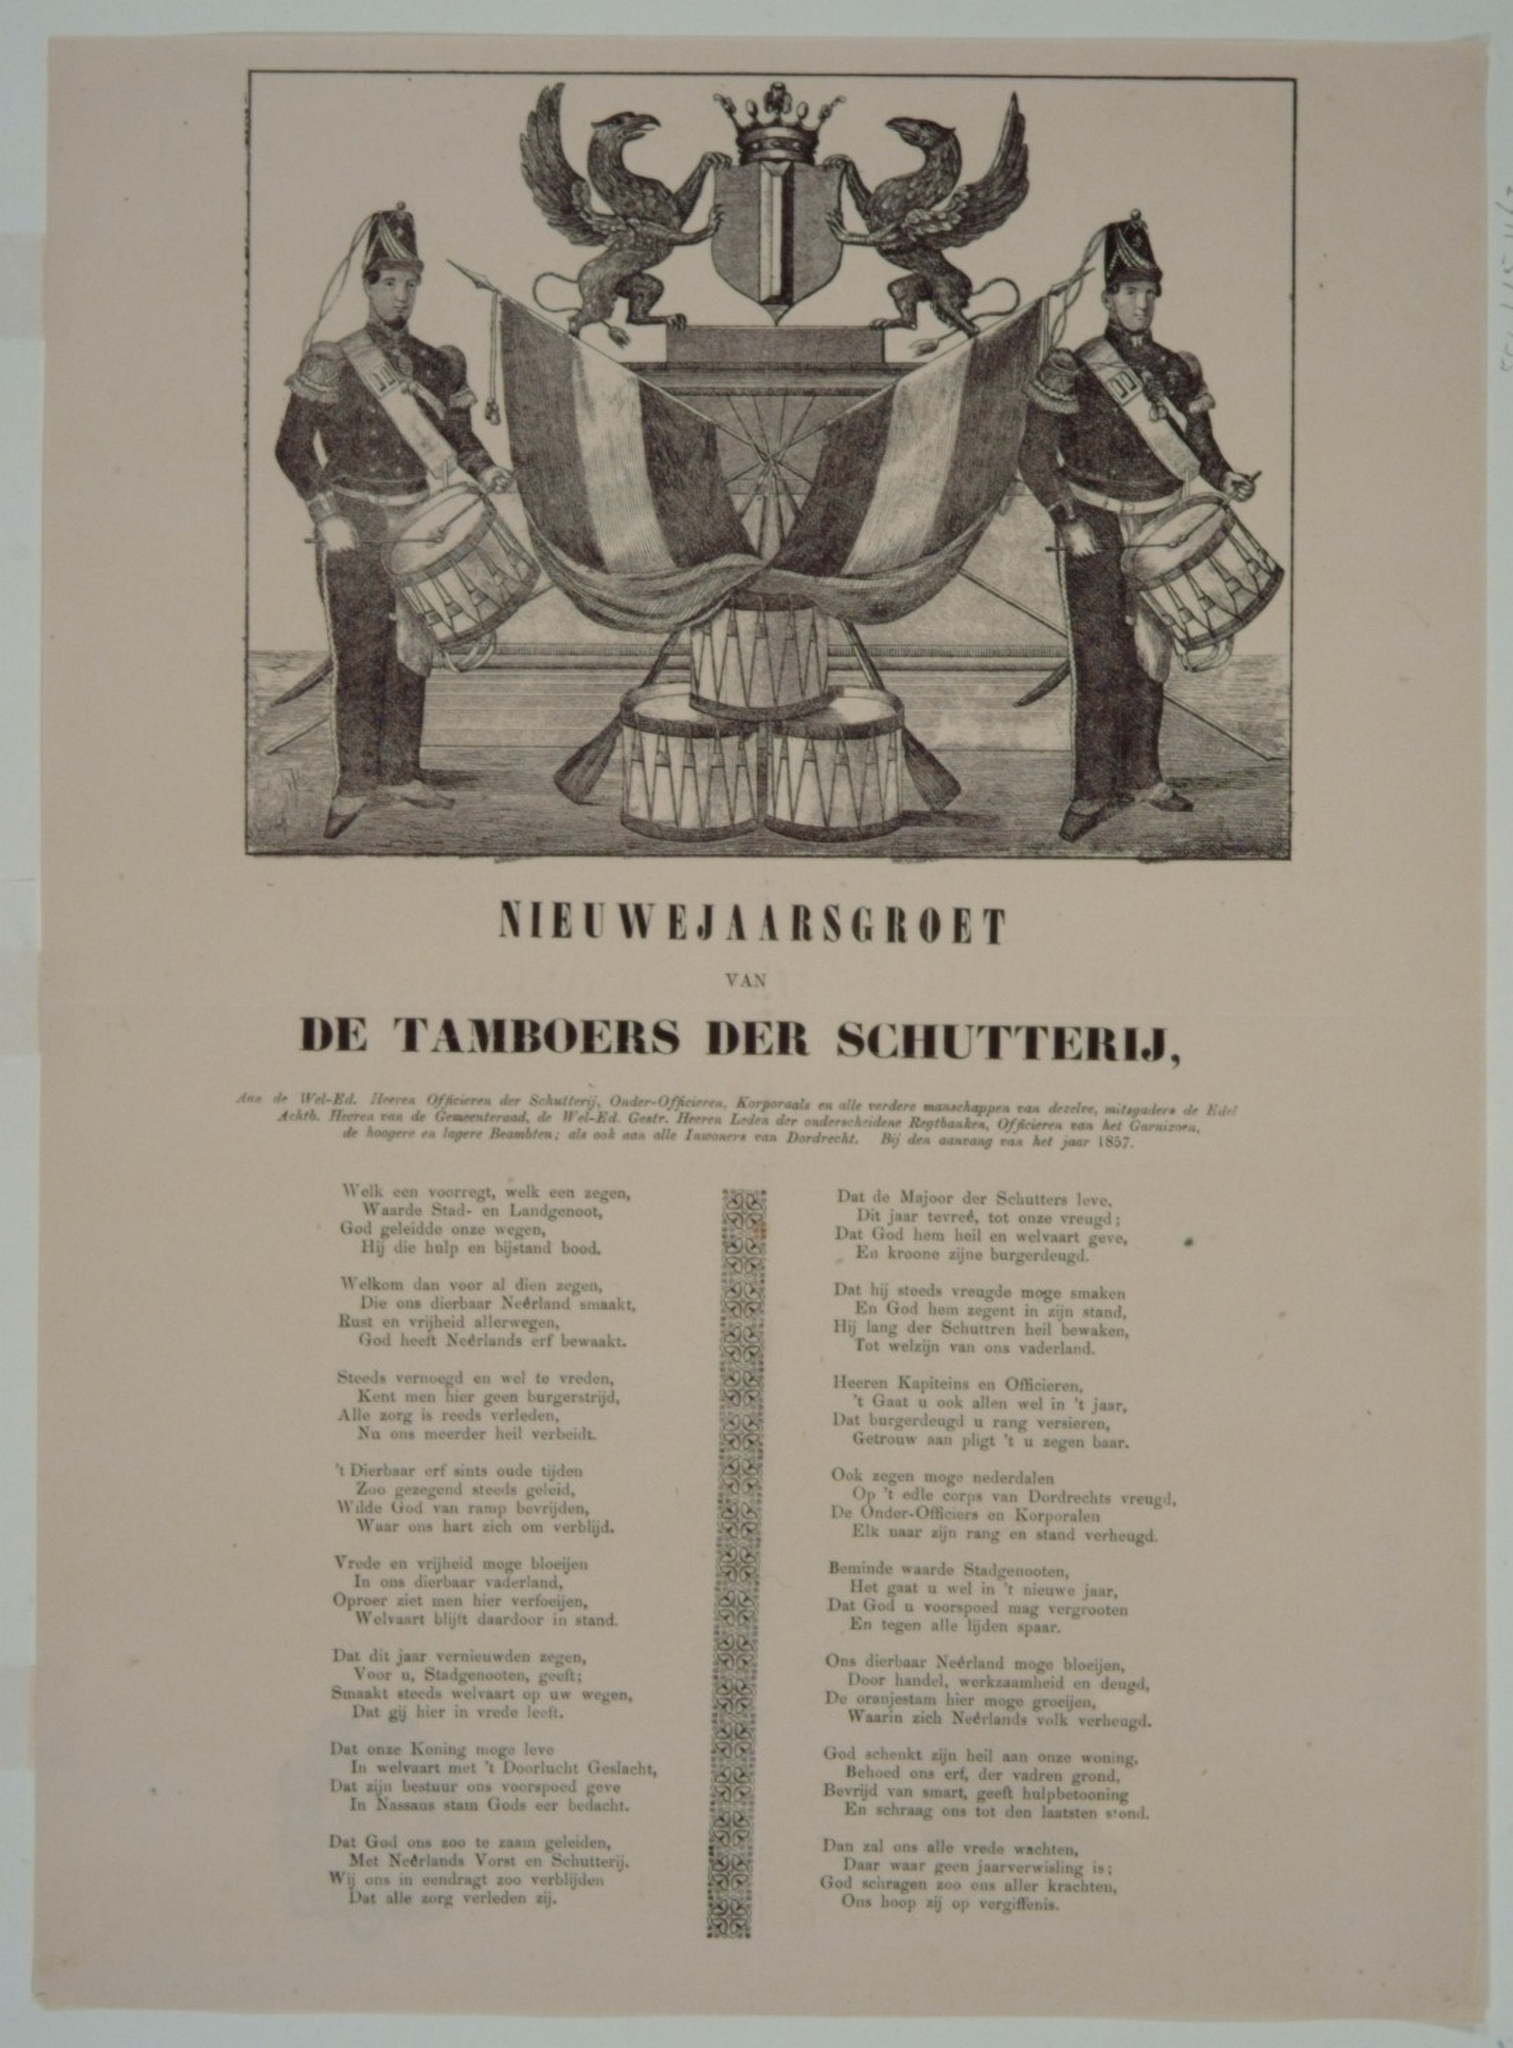 NIEUWEJAARSGROET
VAN
DE TAMBOERS DER SCHUTTERIJ,
Aan de Wel-Ed. Heeren Officieren der Schutterij, Onder-Officieren, Korporaals en alle verdere manschappen van dezelve, mitsgaders de Edel
Achtb. Heeren van de Gemeenteraad, de Wel-Ed. Gestr. Heeren Leden der onderscheidene Regtbanken, Officieren van het Garnizoen,
de hoogere en lagere Beambten; als ook aan alle Inwoners van Dordrecht. Bij den aanvang van het jaar 1857.
Welk een voorregt, welk een zegen,
Waarde Stad- en Landgenoot,
God geleidde onze wegen,
Hij die hulp en bijstand bood.
Welkom dan voor al dien zegen,
Die ons dierbaar Neêrland smaakt,
Rust en vrijheid allerwegen,
God heeft Neêrlands erf bewaakt.
Steeds vernoegd en wel te vreden,
Kent men hier geen burgerstrijd,
Alle zorg is reeds verleden,
Nu ons meerder heil verbeidt.
't Dierbaar erf sints oude tijden
Zoo gezegend steeds geleid,
Wilde God van ramp bevrijden,
Waar ons hart zich om verblijd.
Vrede en vrijheid moge bloeijen
In ons dierbaar vaderland,
Oproer ziet men hier verfoeijen,
Welvaart blijft daardoor in stand.
Dat dit jaar vernieuwden zegen,
Voor u, Stadgenooten, geeft;
Smaakt steeds welvaart op uw wegen,
Dat gij hier in vrede leeft.
Dat onze Koning moge leve
In welvaart met 't Doorlucht Geslacht,
Dat zijn bestuur ons voorspoed geve
In Nassaus stam Gods eer bedacht.
Dat God ons zoo te zaam geleiden,
Met Neêrlands Vorst en Schutterij,
Wij ons in eendragt zoo verblijden
Dat alle zorg verleden zij.
Dat de Majoor der Schutters leve,
Dit jaar tevreê, tot onze vreugd;
Dat God hem heil en welvaart geve,
En kroone zijne burgerdeugd.
Dat hij steeds vreugde moge smaken
En God hem zegent in zijn stand,
Hij lang der Schuttren heil bewaken,
Tot welzijn van ons vaderland.
Heeren Kapiteins en Officieren,
't Gaat u ook allen wel in 't jaar,
Dat burgerdeugd u rang versieren,
Getrouw aan pligt 't u zegen baar.
Ook zegen moge nederdalen
Op 't edle corps van Dordrechts vreugd,
De Onder-Officiers en Korporalen
Elk naar zijn rang en stand verheugd.
Beminde waarde Stadgenooten,
Het gaat u wel in 't nieuwe jaar,
Dat God u voorspoed mag vergrooten
En tegen alle lijden spaar.
Ons dierbaar Neêrland moge bloeijen,
Door handel, werkzaamheid en deugd,
De oranjestam hier moge groeijen,
Waarin zich Neêrlands volk verheugd.
God schenkt zijn heil aan onze woning,
Behoed ons erf, der vadren grond,
Bevrijd van smart, geeft hulpbetooning
En schraag ons tot den laatsten stond.
Dan zal ons alle vrede wachten,
Daar waar geen jaarverwisling is;
God schragen zoo ons aller krachten,
Ons hoop zij op vergiffenis.